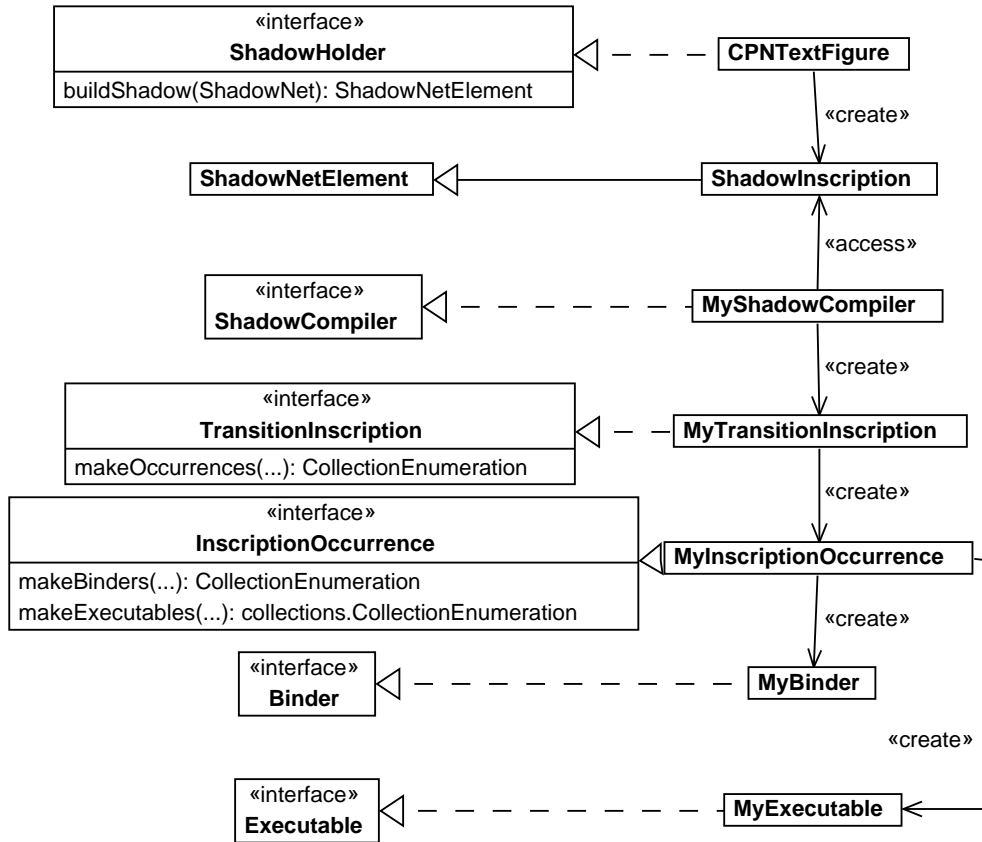 «interface»
ShadowHolder
buildShadow(ShadowNet): ShadowNetElement
CPNTextFigure
«create»
ShadowNetElement
ShadowInscription
«access»
«interface»
ShadowCompiler
MyShadowCompiler
«create»
«interface»
TransitionInscription
makeOccurrences(...): CollectionEnumeration
MyTransitionInscription
«create»
«interface»
InscriptionOccurrence
makeBinders(...): CollectionEnumeration
makeExecutables(...): collections.CollectionEnumeration
MyInscriptionOccurrence
«create»
«interface»
Binder
MyBinder
«create»
«interface»
Executable
MyExecutable